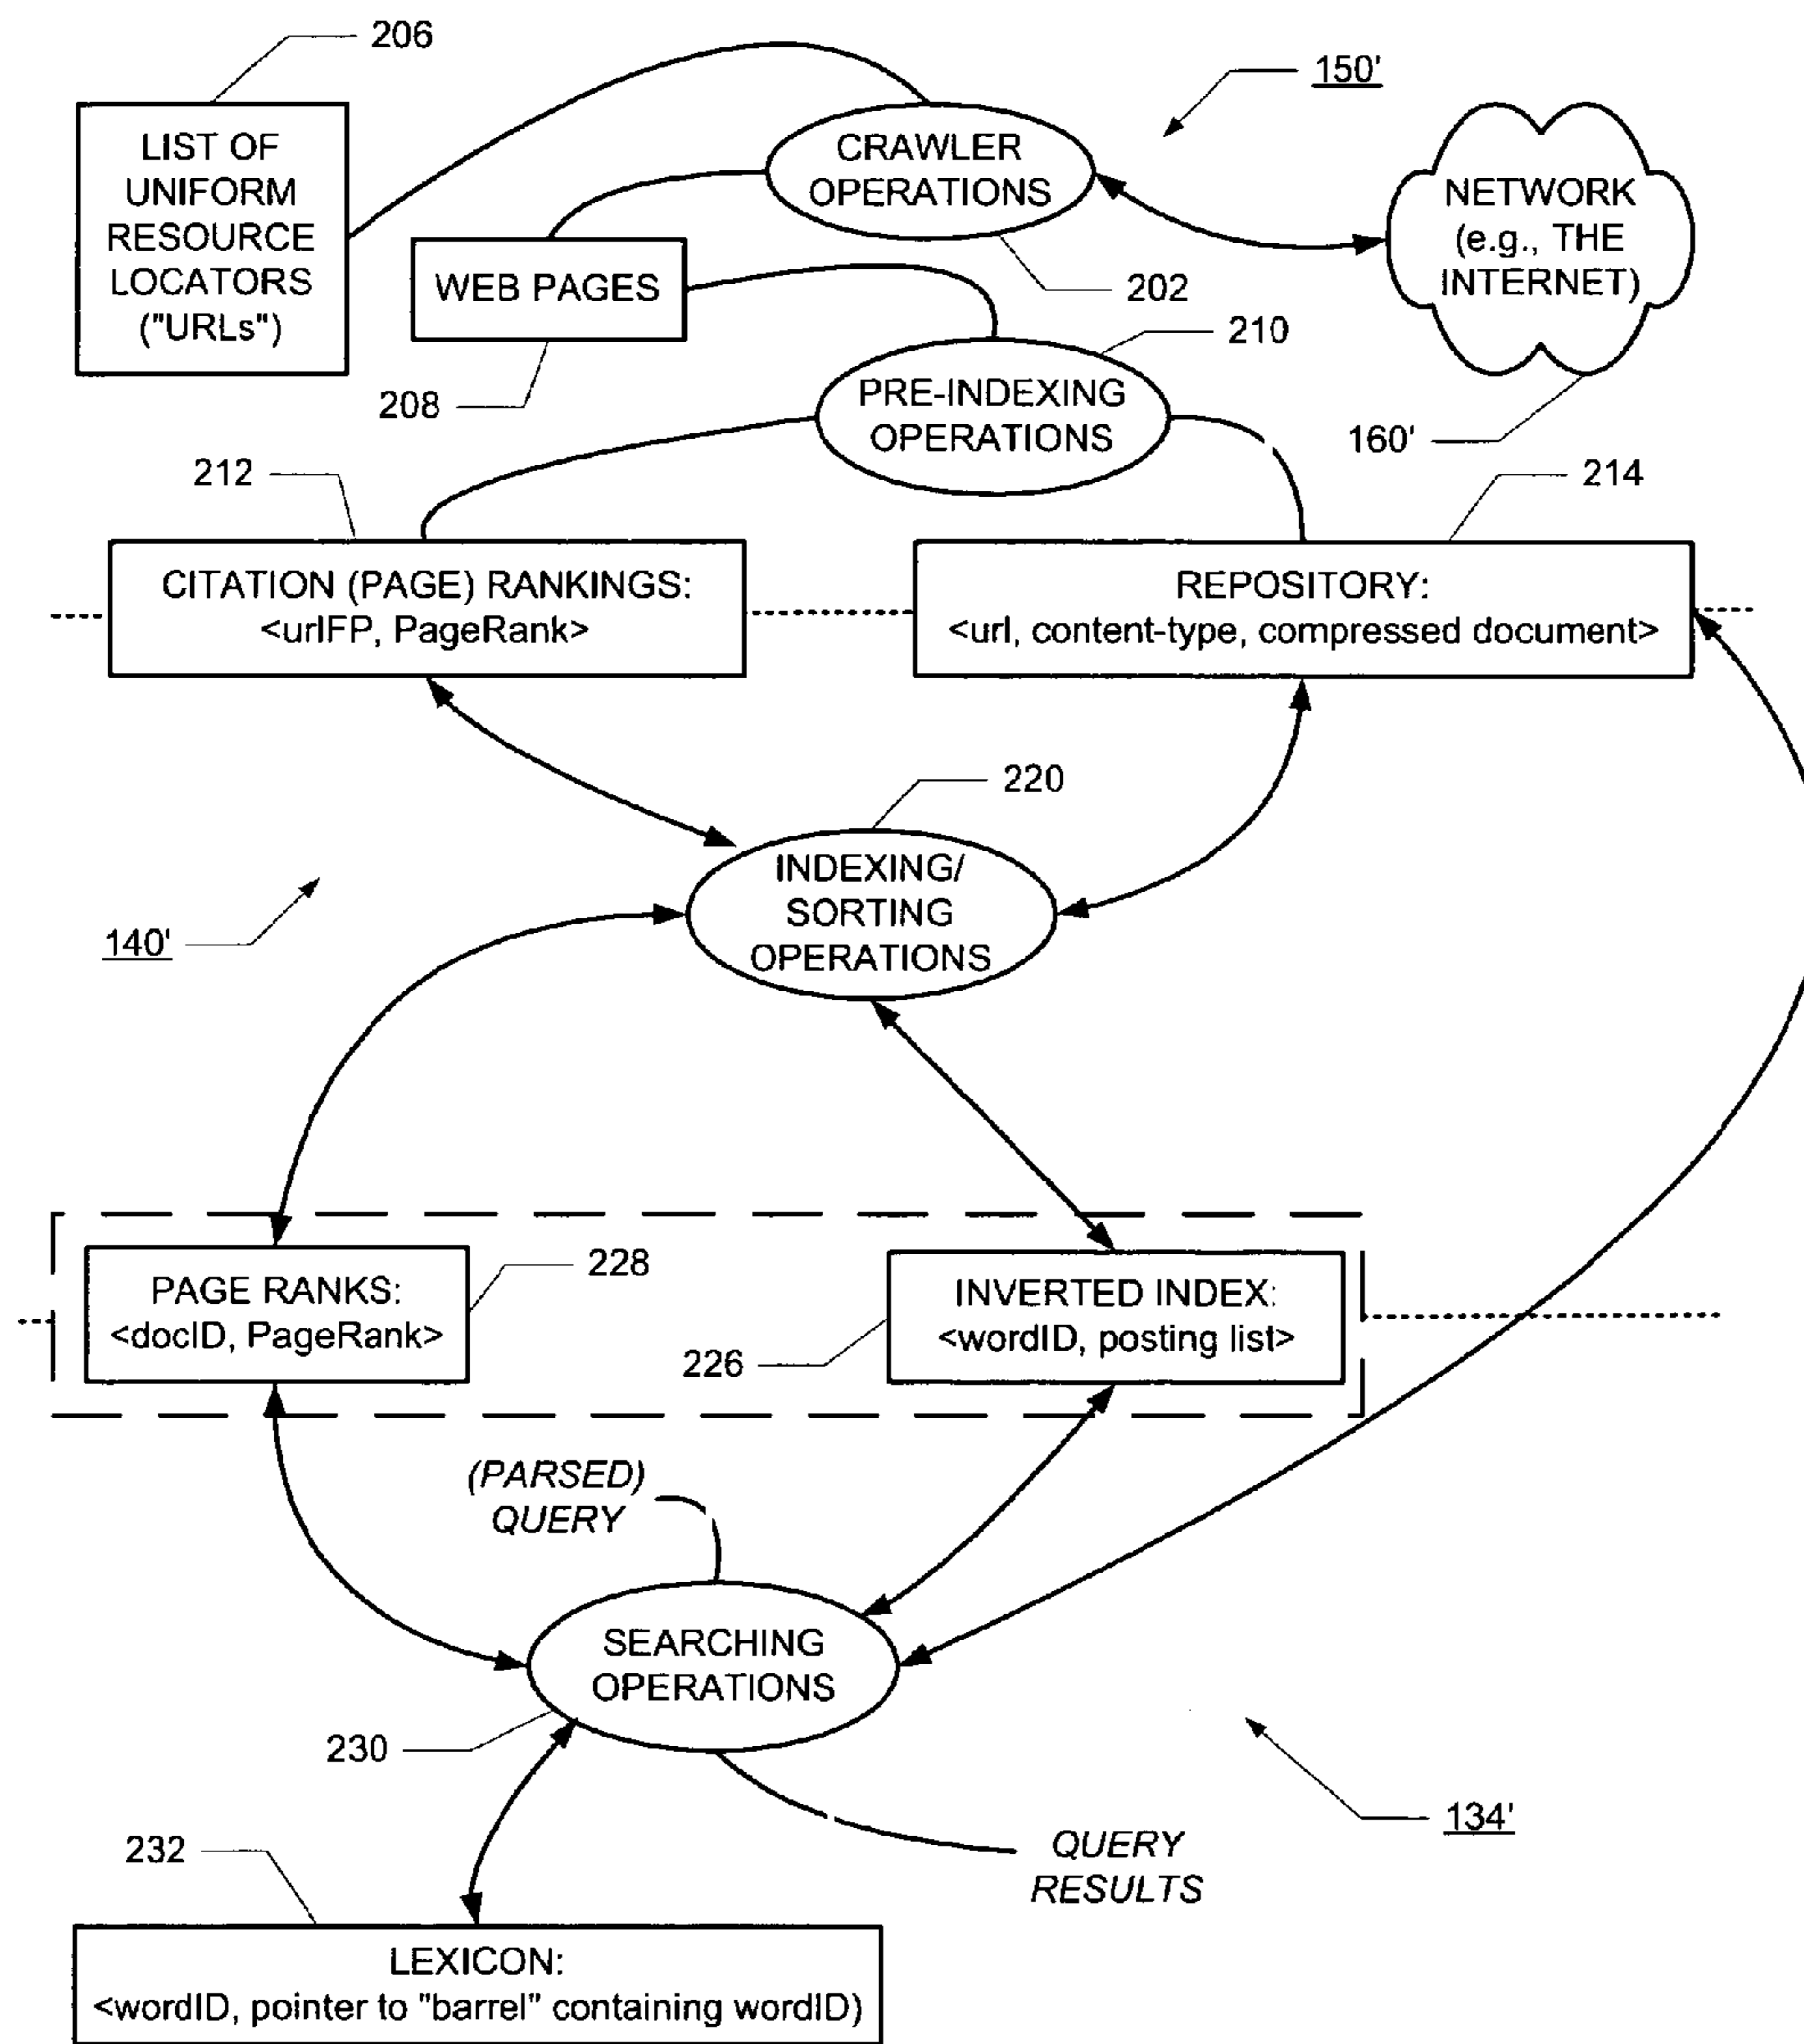 206
150'
LIST OF
UNIFORM
RESOURCE
LOCATORS
("URLs")
CRAWLER
OPERATIONS
NETWORK
(e.g., THE
INTERNET)
WEB PAGES
202
210
208
PRE-INDEXING
OPERATIONS
160'
212
214
CITATION (PAGE) RANKINGS:
<urlFP, PageRank>
REPOSITORY:
<url, content-type, compressed document>
220
INDEXING/
SORTING
OPERATIONS
140'
228
PAGE RANKS:
<docID, PageRank>
INVERTED INDEX:
<wordID, posting list>
226
(PARSED)
QUERY
SEARCHING
OPERATIONS
230
134'
232
QUERY
RESULTS
LEXICON:
<wordID, pointer to "barrel" containing wordID)